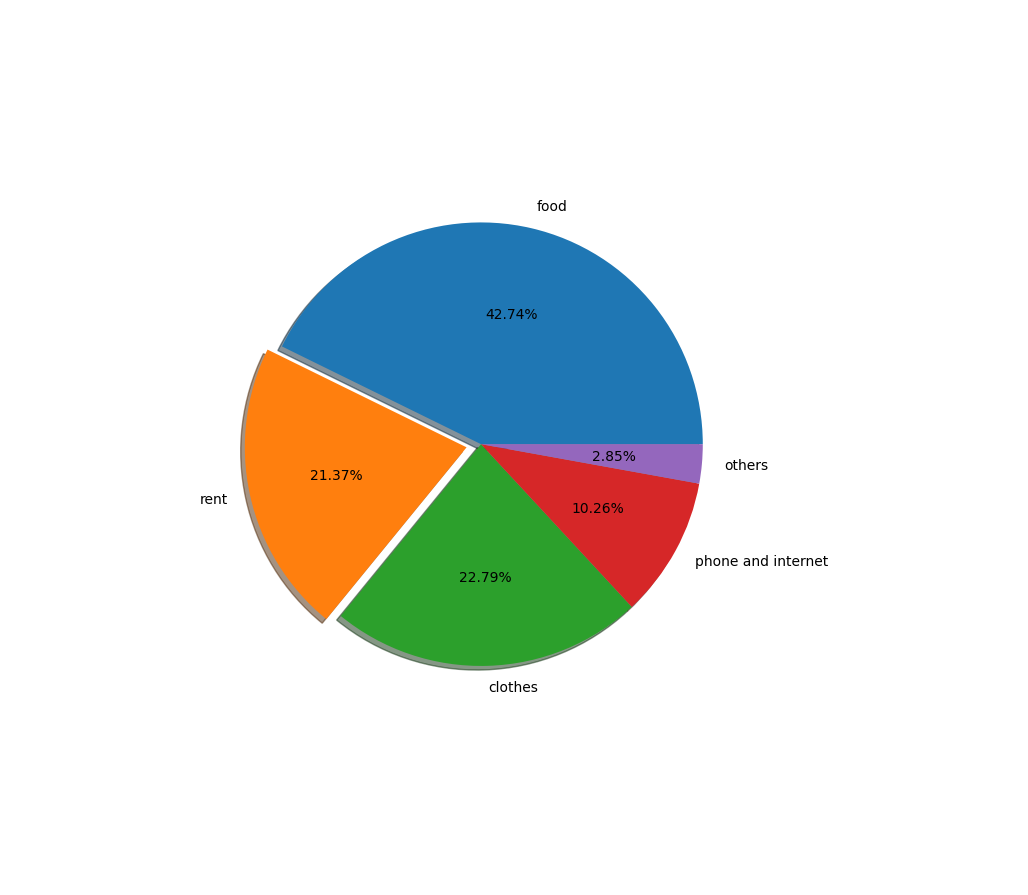 food
42.74%
21.37%
rent
2.85%
others
10.26%
phone and internet
22.79%
clothes